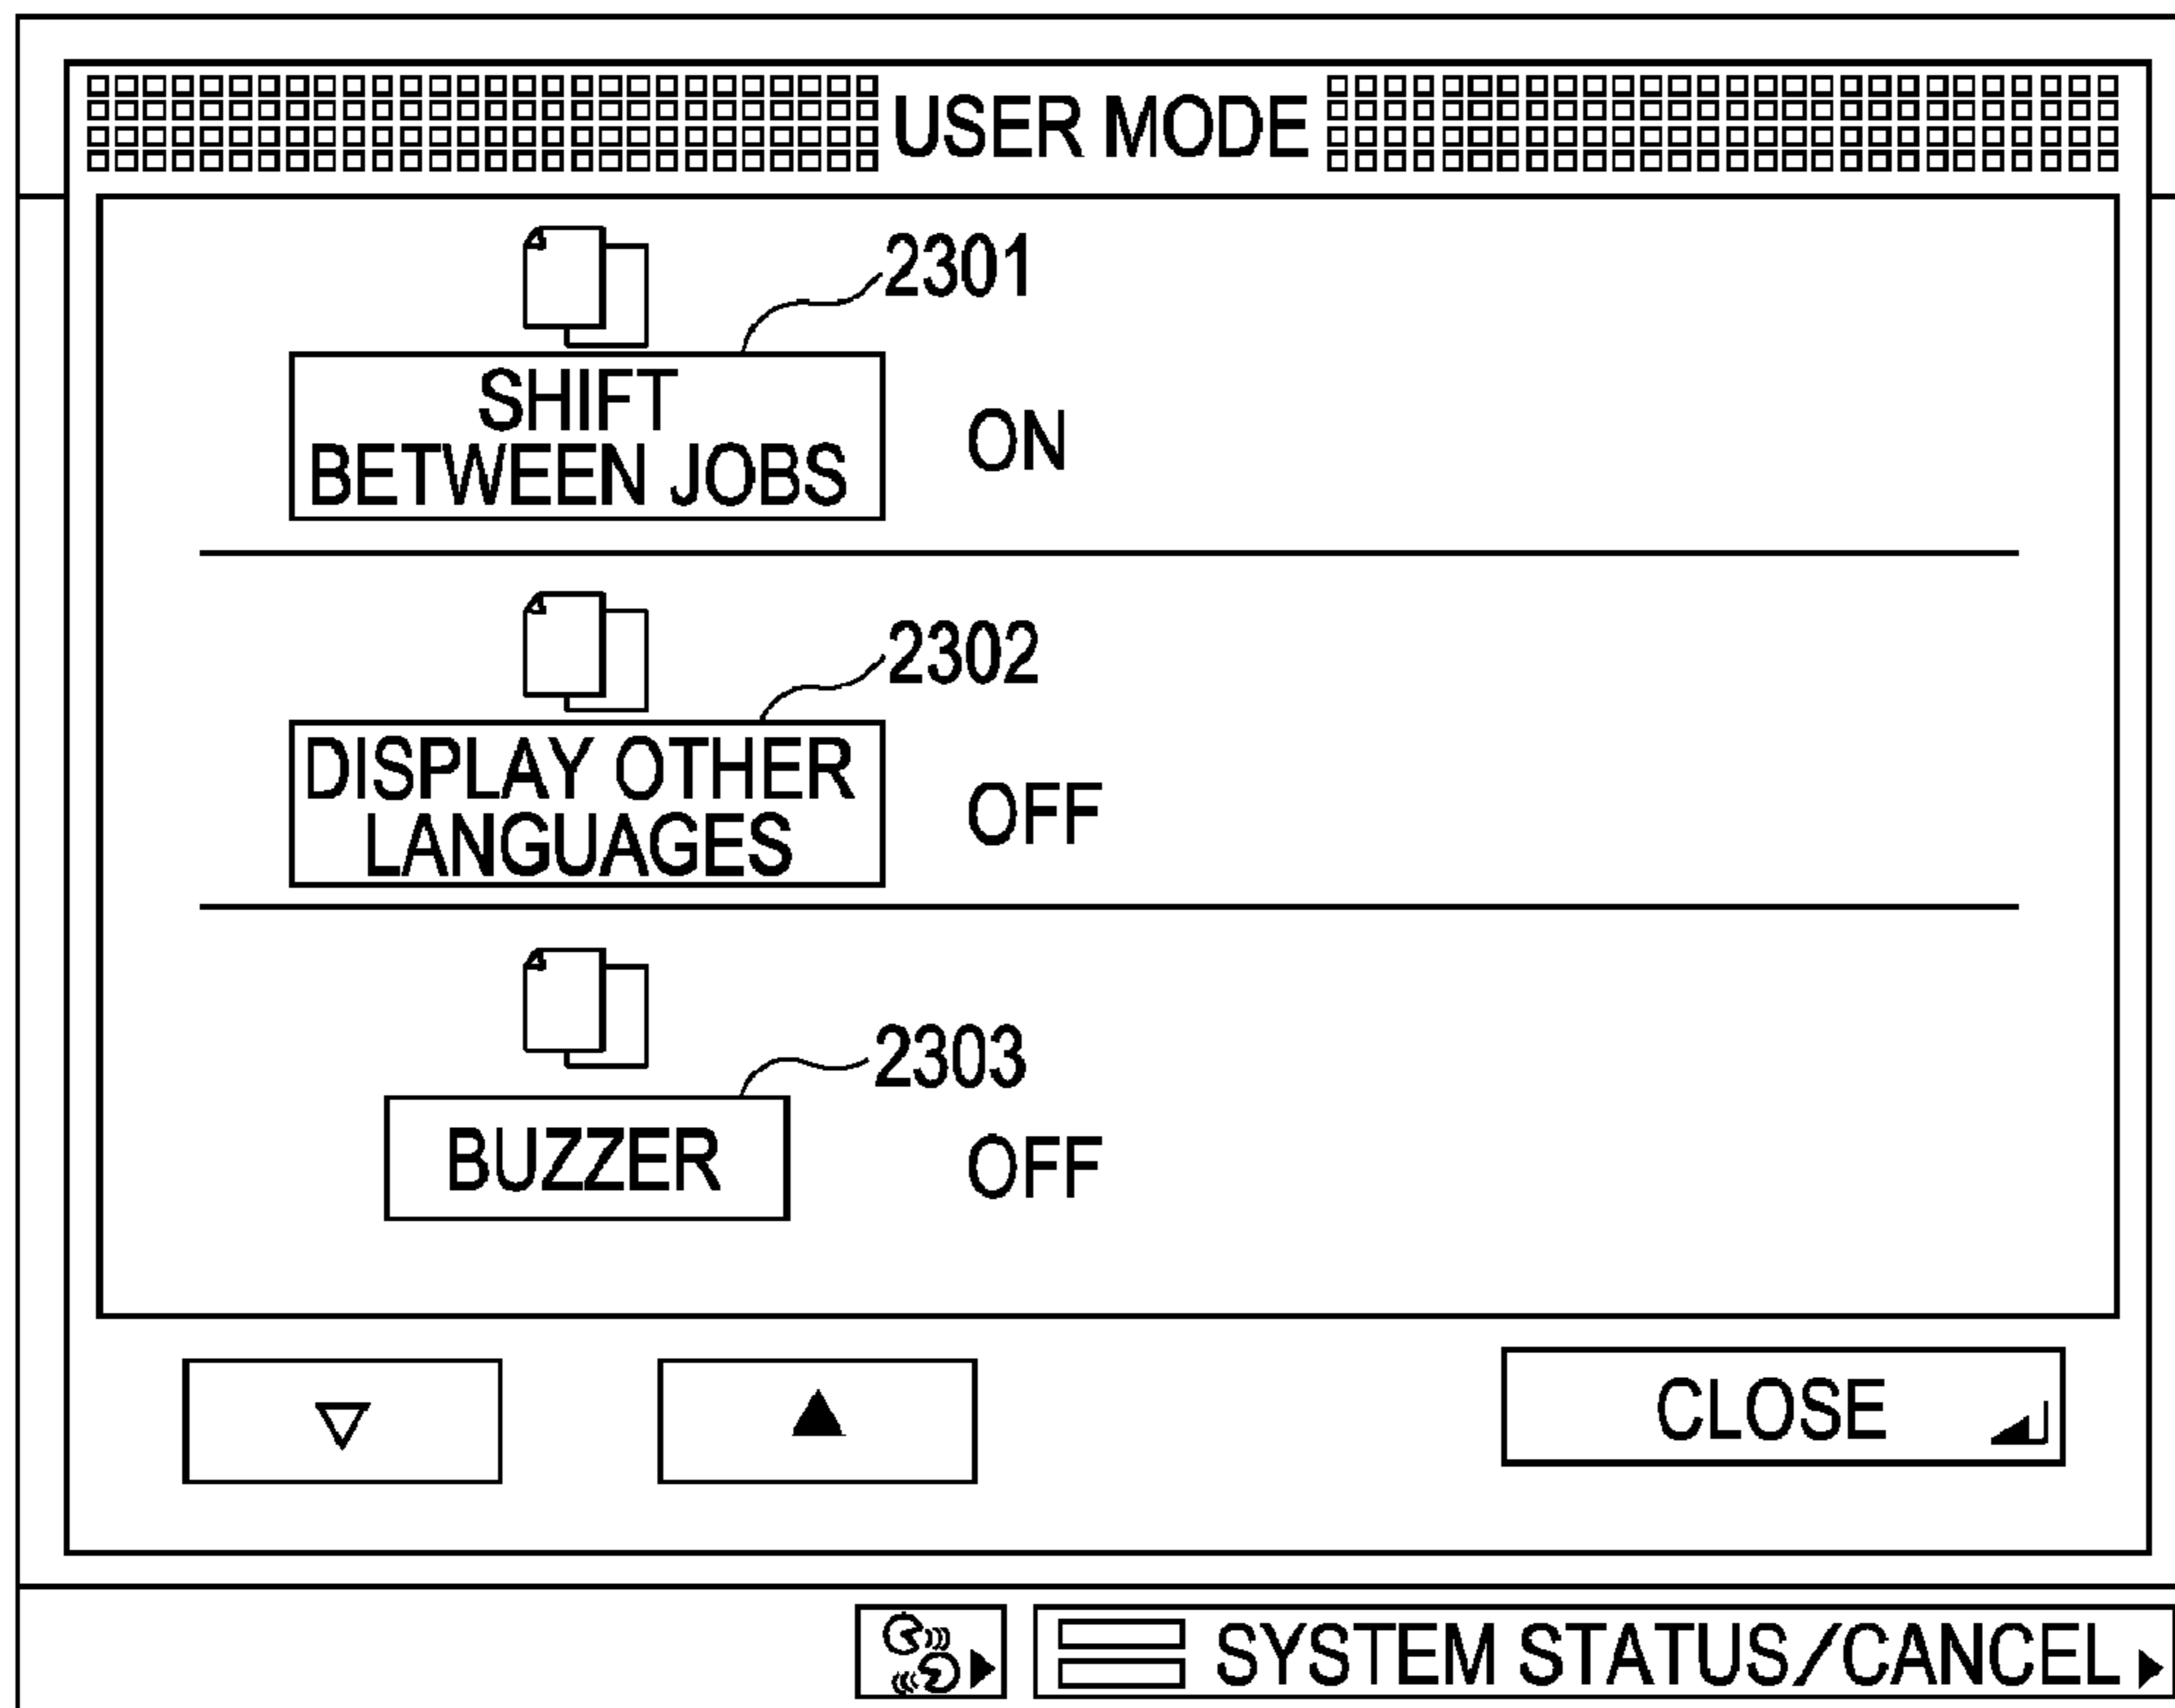 USER MODE
2301
SHIFT
BETWEEN JOBS
ON
2302
DISPLAY OTHER
LANGUAGES
OFF
2303
BUZZER
OFF
CLOSE
SYSTEM STATUS/CANCEL